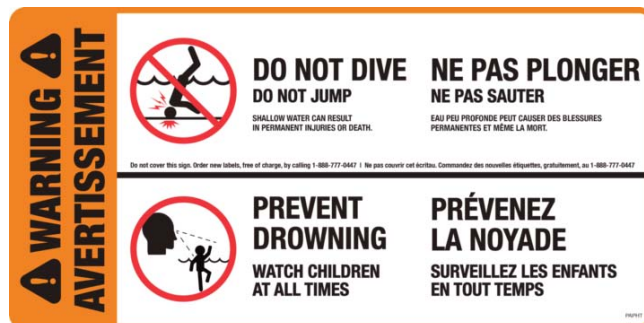 WARNING
AVERTISSEMENT
DO NOT DIVE
DO NOT JUMP
SHALLOW WATER CAN RESULT
IN PERMANENT INJURIES OR DEATH.
NE PAS PLONGER
NE PAS SAUTER
EAU PEU PROFONDE PEUT CAUSER DES BLESSURES
PERMANENTES ET MÊME LA MORT.
Do not cover this sign. Order new labels, free of charge, by calling 1-888-777-0447 | Ne pas couvrir cet écritau. Commandez des nouvelles étiquettes, gratuitement, au 1-888-777-0447
PREVENT
DROWNING
WATCH CHILDREN
AT ALL TIMES
PRÉVENEZ
LA NOYADE
SURVEILLEZ LES ENFANTS
EN TOUT TEMPS